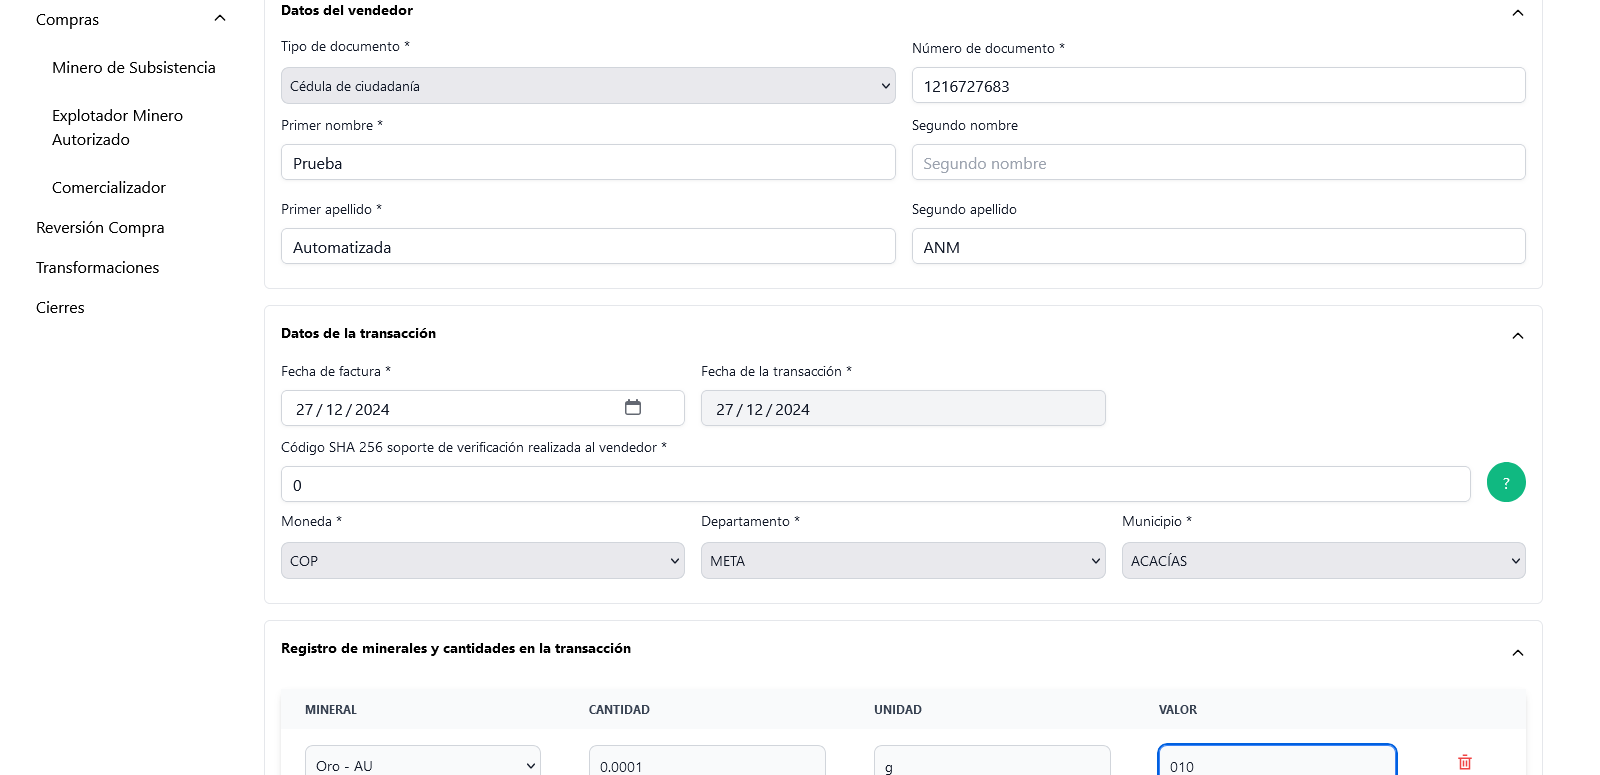 Compras
Minero de Subsistencia
Explotador Minero
Autorizado
Comercializador
Reversión Compra
Transformaciones
Cierres
Datos del vendedor
Tipo de documento *
Número de documento *
Cédula de ciudadanía
1216727683
Primer nombre *
Segundo nombre
Prueba
Segundo nombre
Primer apellido *
Segundo apellido
Automatizada
ANM
Datos de la transacción
Fecha de factura *
Fecha de la transacción *
27/12/2024
27/12/2024
Código SHA 256 soporte de verificación realizada al vendedor *
0
?
Moneda *
Departamento *
Municipio *
COP
META
ACACÍAS
Registro de minerales y cantidades en la transacción
MINERAL
CANTIDAD
UNIDAD
VALOR
Oro - AU
0.0001
g
010